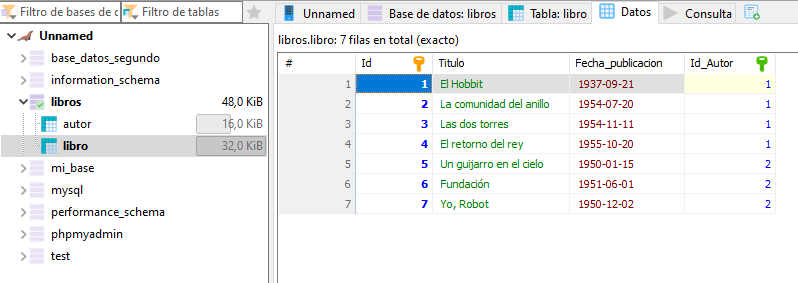 Filtro de bases de d Filtro de tablas
Unnamed
base_datos_segundo
information_schema
libros 48,0 KiB
autor 16,0 KiB
libro 32,0 KiB
mi_base
mysql
performance_schema
phpmyadmin
test
Unnamed Base de datos: libros Tabla: libro Datos Consulta
libros.libro: 7 filas en total (exacto)
# Id Titulo Fecha_publicacion Id_Autor
1 1 El Hobbit 1937-09-21 1
2 2 La comunidad del anillo 1954-07-20 1
3 3 Las dos torres 1954-11-11 1
4 4 El retorno del rey 1955-10-20 1
5 5 Un guijarro en el cielo 1950-01-15 2
6 6 Fundación 1951-06-01 2
7 7 Yo, Robot 1950-12-02 2